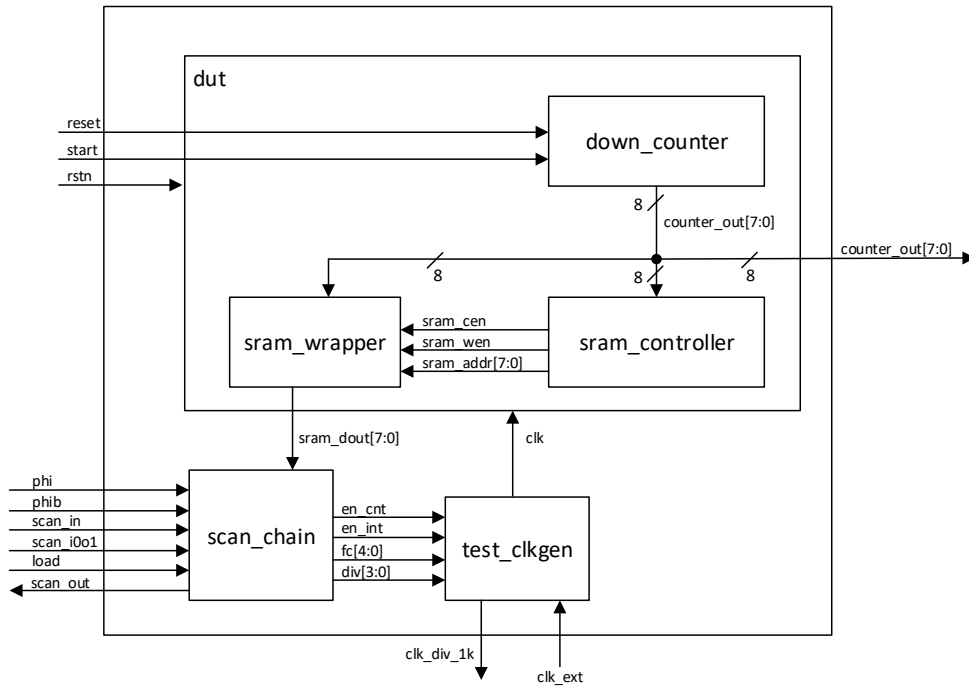 dut
reset
start
rstn
down_counter
8
counter_out[7:0]
counter_out[7:0]
8
8
8
sram_wrapper
sram_cen
sram_wen
sram_addr[7:0]
sram_controller
sram_dout[7:0]
clk
phi
phib
scan_in
scan_i0o1
load
scan_out
scan_chain
en_cnt
en_int
fc[4:0]
div[3:0]
test_clkgen
clk_div_1k
clk_ext